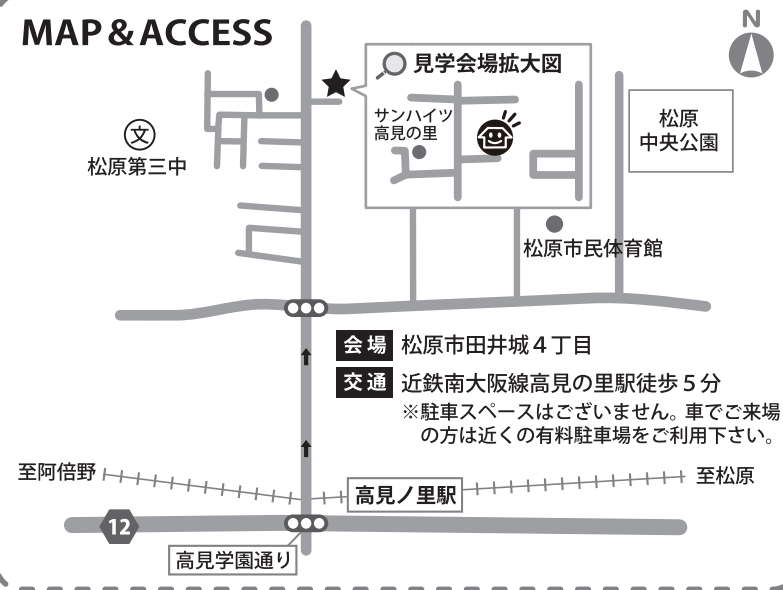 MAP & ACCESS
N
見学会場拡大図
サンハイツ
高見の里
松原
中央公園
文
松原第三中
松原市民体育館
会場 松原市田井城4丁目
交通 近鉄南大阪線高見の里駅徒歩5分
※駐車スペースはございません。車でご来場
の方は近くの有料駐車場をご利用下さい。
至阿倍野
至松原
高見ノ里駅
12
高見学園通り